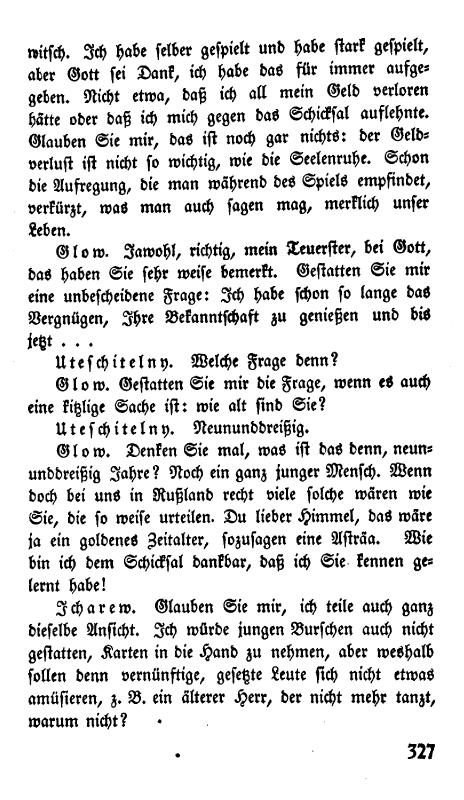 witsch. Ich habe selber gespielt und habe stark gespielt,
aber Gott sei Dank, ich habe das für immer aufge-
geben. Nicht etwa, daß ich all mein Geld verloren
hätte oder daß ich mich gegen das Schicksal auflehnte.
Glauben Sie mir, das ist noch gar nichts: der Geld-
verlust ist nicht so wichtig, wie die Seelenruhe. Schon
die Aufregung, die man während des Spiels empfindet,
verkürzt, was man auch sagen mag, merklich unser
Leben.
Glow. Jawohl, richtig, mein Teuerster, bei Gott,
das haben Sie sehr weise bemerkt. Gestatten Sie mir
eine unbescheidene Frage: Ich habe schon so lange das
Vergnügen, Ihre Bekanntschaft zu genießen und bis
jetzt . . .
Uteschitelny. Welche Frage denn?
Glow. Gestatten Sie mir die Frage, wenn es auch
eine kitzlige Sache ist: wie alt sind Sie?
Uteschitelny. Neununddreißig.
Glow. Denken Sie mal, was ist das denn, neun-
unddreißig Jahre? Noch ein ganz junger Mensch. Wenn
doch bei uns in Rußland recht viele solche wären wie
Sie, die so weise urteilen. Du lieber Himmel, das wäre
ja ein goldenes Zeitalter, sozusagen eine Asträa. Wie
bin ich dem Schicksal dankbar, daß ich Sie kennen ge-
lernt habe!
Icharew. Glauben Sie mir, ich teile auch ganz
dieselbe Ansicht. Ich würde jungen Burschen auch nicht
gestatten, Karten in die Hand zu nehmen, aber weshalb
sollen denn vernünftige, gesetzte Leute sich nicht etwas
amüsieren, z. B. ein älterer Herr, der nicht mehr tanzt,
warum nicht?
327